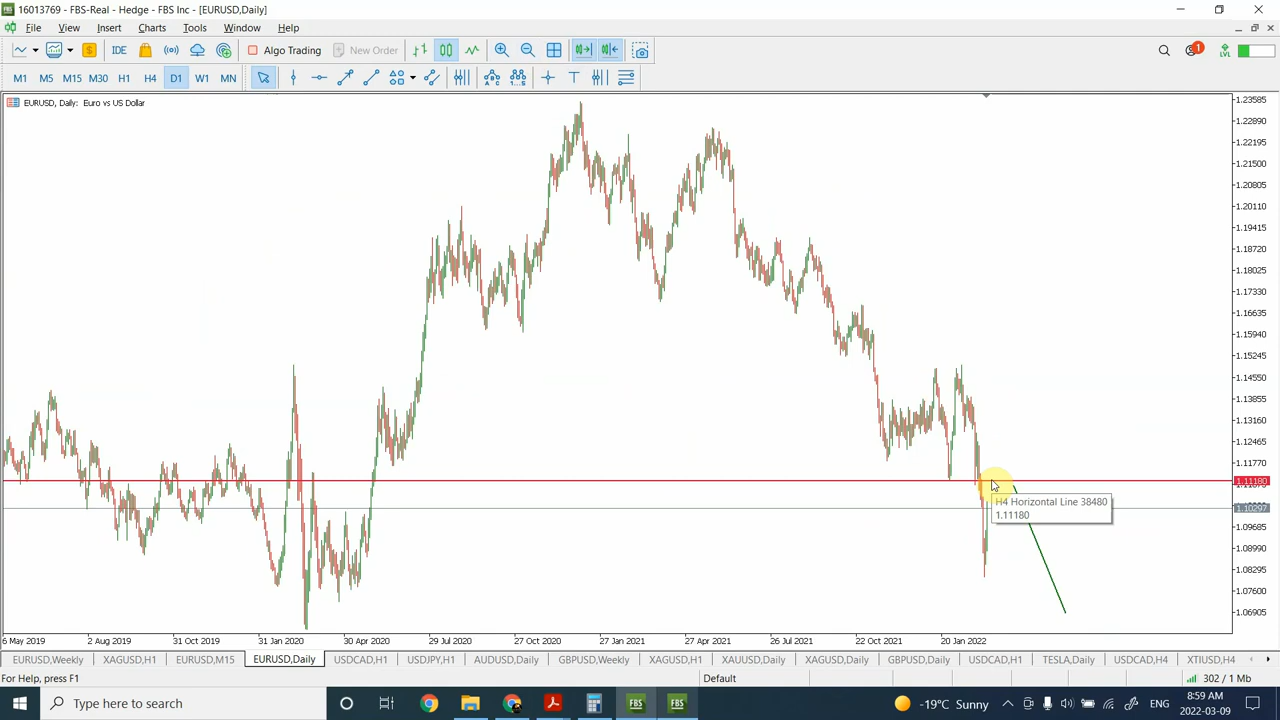 16013769 - FBS-Real - Hedge - FBS Inc - [EURUSD,Daily]
File View Insert Charts Tools Window Help
IDE Algo Trading New Order 1 LVL
M1 M5 M15 M30 H1 H4 D1 W1 MN
EURUSD, Daily: Euro vs US Dollar
1.23585
1.22890
1.22195
1.21500
1.20805
1.20110
1.19415
1.18720
1.18025
1.17330
1.16635
1.15940
1.15245
1.14550
1.13855
1.13160
1.12465
1.11770
1.11180
H4 Horizontal Line 38480
1.11180
1.10297
1.09685
1.08990
1.08295
1.07600
1.06905
6 May 2019 2 Aug 2019 31 Oct 2019 31 Jan 2020 30 Apr 2020 29 Jul 2020 27 Oct 2020 27 Jan 2021 27 Apr 2021 26 Jul 2021 22 Oct 2021 20 Jan 2022
EURUSD,Weekly XAGUSD,H1 EURUSD,M15 EURUSD,Daily USDCAD,H1 USDJPY,H1 AUDUSD,Daily GBPUSD,Weekly XAGUSD,H1 XAUUSD,Daily XAGUSD,Daily GBPUSD,Daily USDCAD,H1 TESLA,Daily USDCAD,H4 XTIUSD,H4
For Help, press F1 Default 302 / 1 Mb
Type here to search FBS FBS -19°C Sunny ENG 8:59 AM
2022-03-09